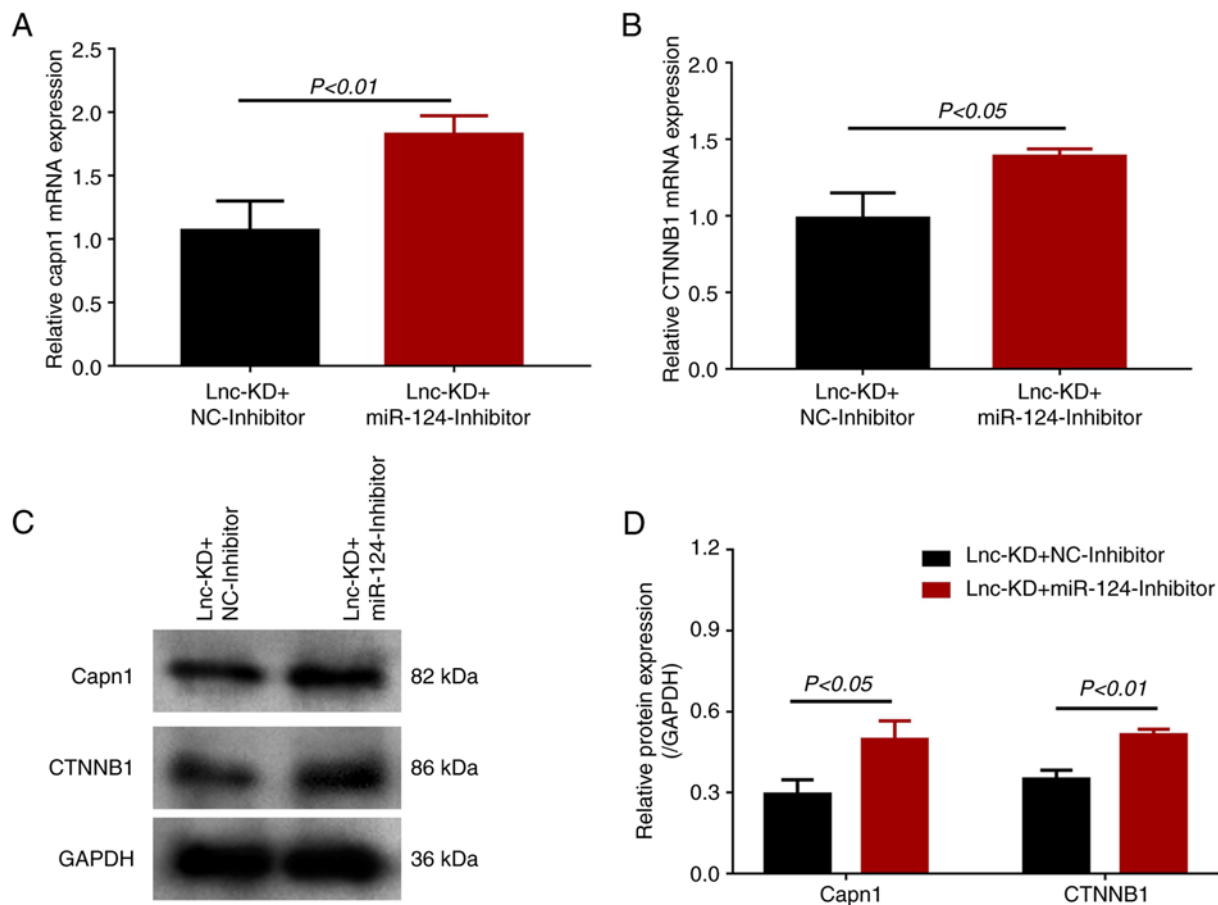 A
Relative capn1 mRNA expression
2.5
2.0
1.5
1.0
0.5
0.0
P<0.01
Lnc-KD+
NC-Inhibitor
Lnc-KD+
miR-124-Inhibitor
B
Relative CTNNB1 mRNA expression
2.0
1.5
1.0
0.5
0.0
P<0.05
Lnc-KD+
NC-Inhibitor
Lnc-KD+
miR-124-Inhibitor
C
Lnc-KD+
NC-Inhibitor
Lnc-KD+
miR-124-Inhibitor
Capn1
82 kDa
CTNNB1
86 kDa
GAPDH
36 kDa
D
Relative protein expression
(/GAPDH)
1.2
0.9
0.6
0.3
0.0
Lnc-KD+NC-Inhibitor
Lnc-KD+miR-124-Inhibitor
P<0.05
P<0.01
Capn1
CTNNB1